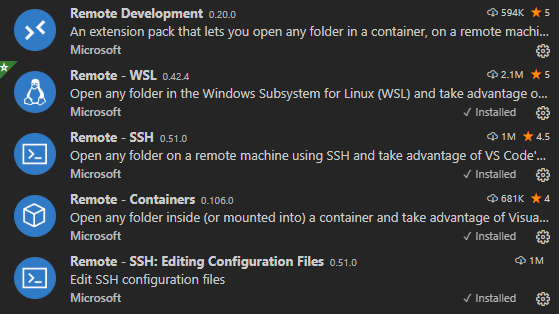 Remote Development 0.20.0 594K ★ 5
An extension pack that lets you open any folder in a container, on a remote machi...
Microsoft
Remote - WSL 0.42.4 2.1M ★ 5
Open any folder in the Windows Subsystem for Linux (WSL) and take advantage o...
Microsoft ✓ Installed
Remote - SSH 0.51.0 1M ★ 4.5
Open any folder on a remote machine using SSH and take advantage of VS Code'...
Microsoft ✓ Installed
Remote - Containers 0.106.0 681K ★ 4
Open any folder inside (or mounted into) a container and take advantage of Visua...
Microsoft ✓ Installed
Remote - SSH: Editing Configuration Files 0.51.0 1M
Edit SSH configuration files
Microsoft ✓ Installed